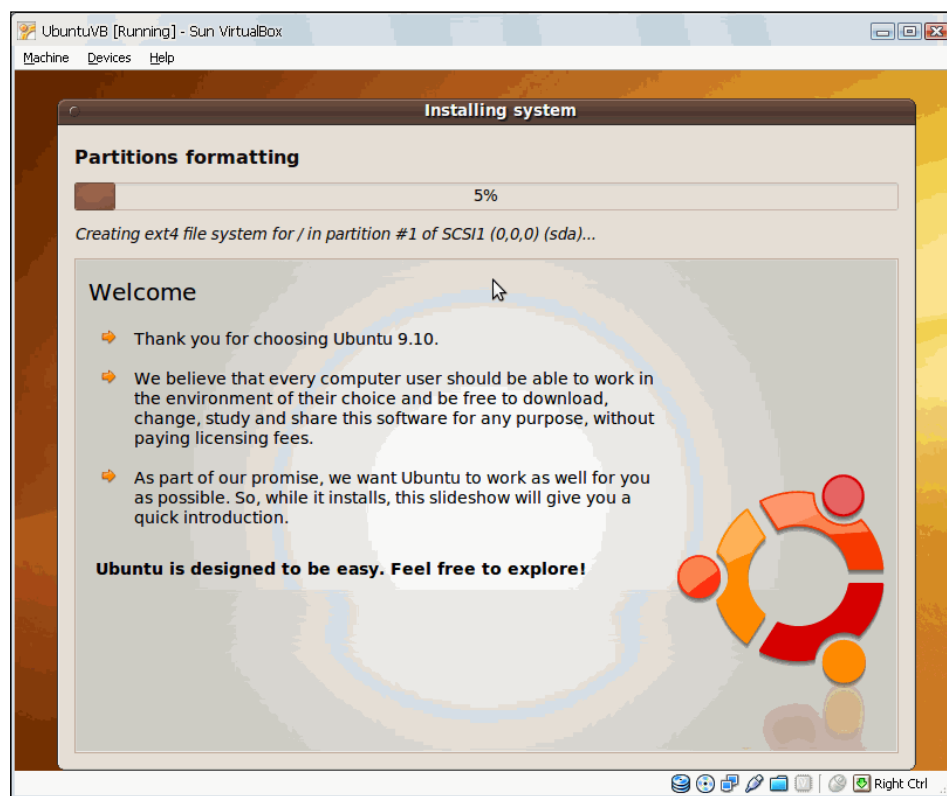 UbuntuVB [Running] - Sun VirtualBox
Machine Devices Help
Installing system
Partitions formatting
5%
Creating ext4 file system for / in partition #1 of SCSI1 (0,0,0) (sda)...
Welcome
Thank you for choosing Ubuntu 9.10.
We believe that every computer user should be able to work in
the environment of their choice and be free to download,
change, study and share this software for any purpose, without
paying licensing fees.
As part of our promise, we want Ubuntu to work as well for you
as possible. So, while it installs, this slideshow will give you a
quick introduction.
Ubuntu is designed to be easy. Feel free to explore!
Right Ctrl